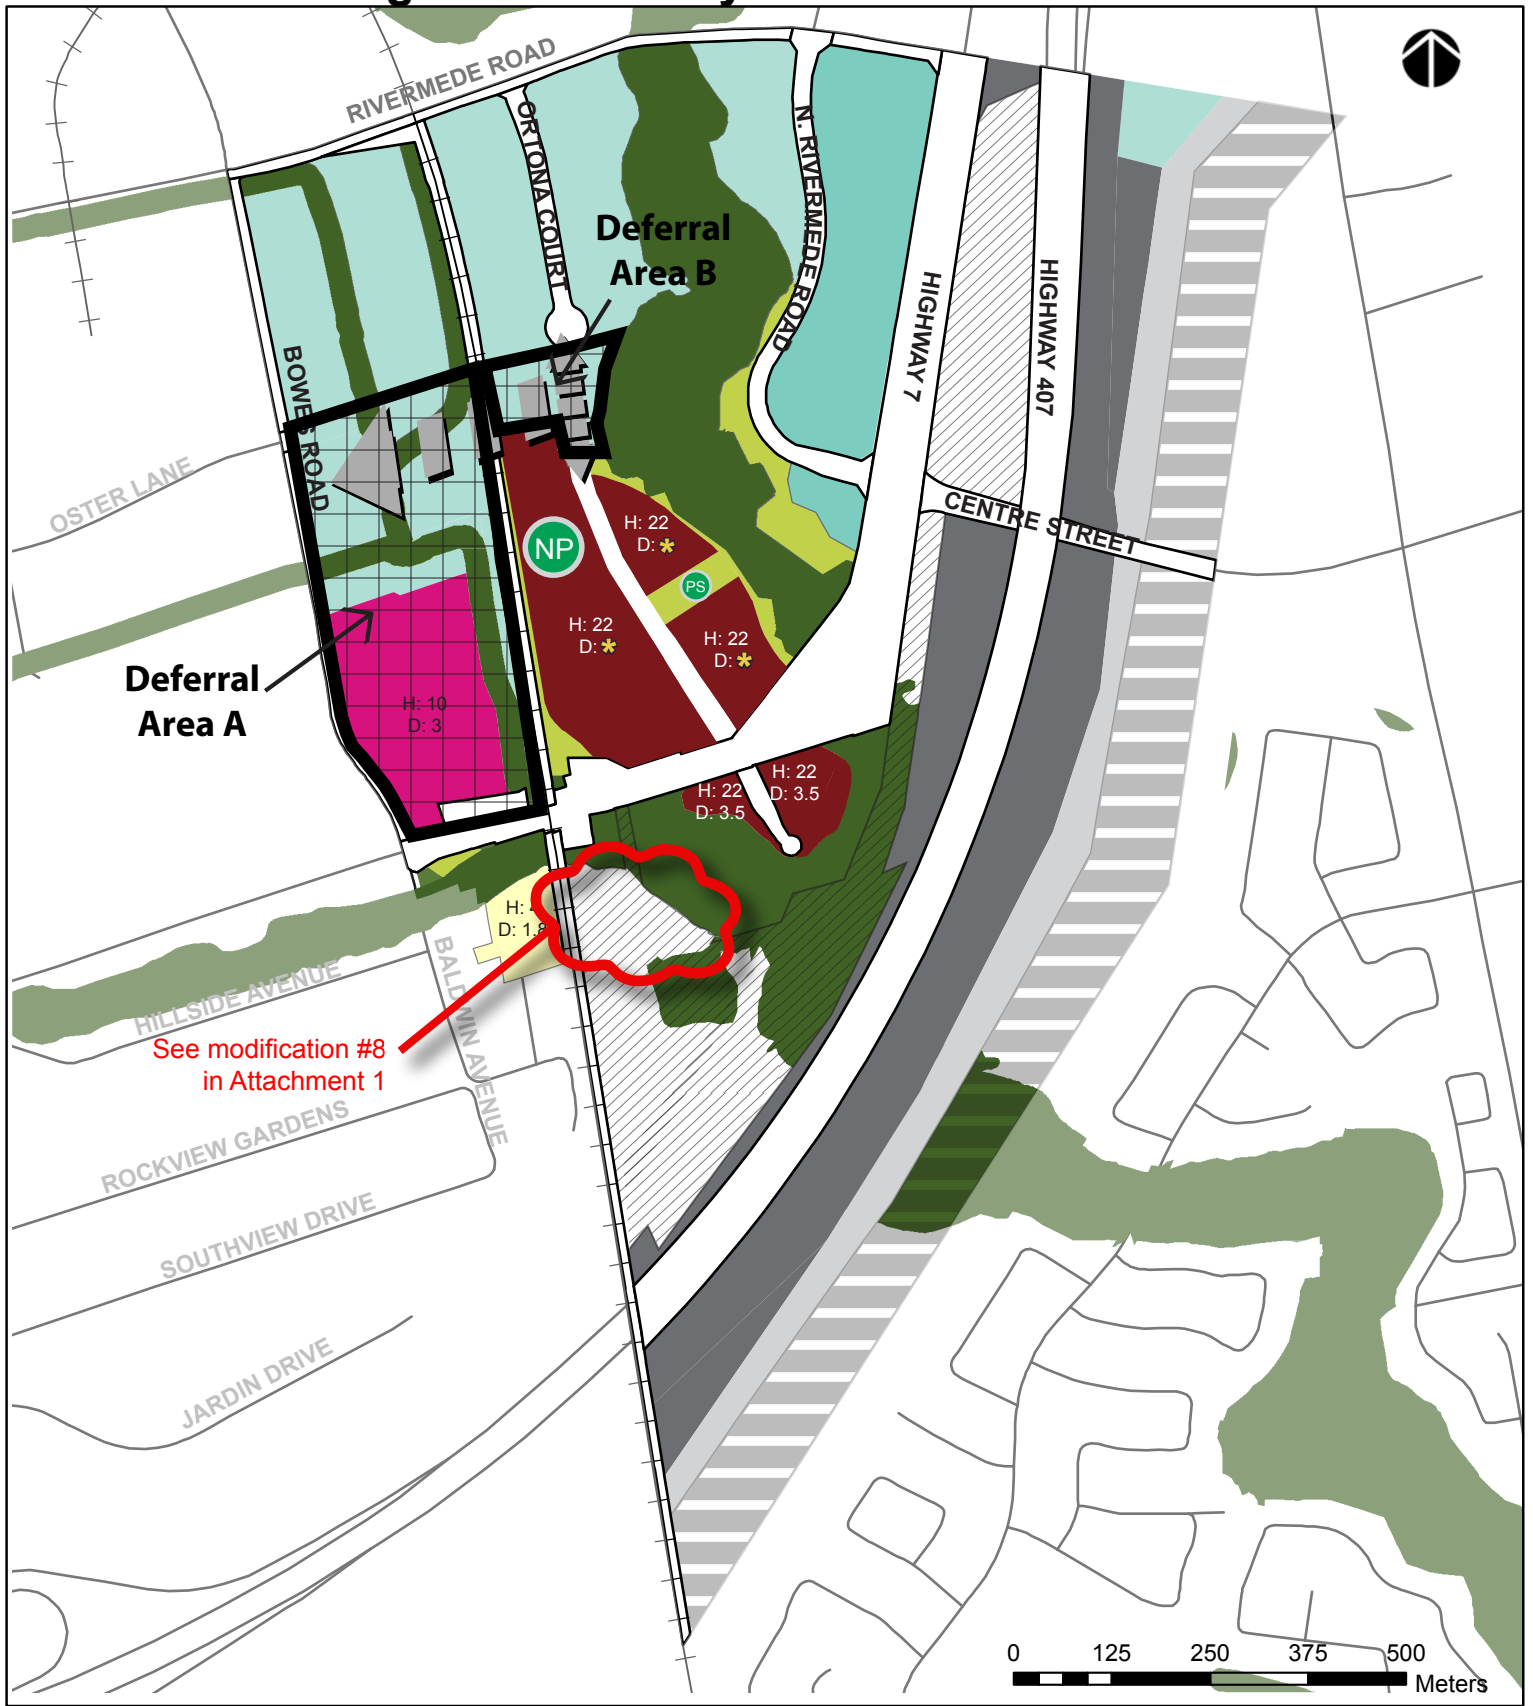 RIVERMEDE ROAD
ORTONA COURT
N. RIVERMEDE ROAD
Deferral
Area B
HIGHWAY 7
HIGHWAY 407
BOWES ROAD
OSTER LANE
CENTRE STREET
NP
H: 22
D: *
PS
H: 22
D: *
H: 22
D: *
Deferral
Area A
H: 10
D: 3
H: 22
D: 3.5
H: 22
D: 3.5
H:
D: 1.8
HILLSIDE AVENUE
BALDWIN AVENUE
See modification #8
in Attachment 1
ROCKVIEW GARDENS
SOUTHVIEW DRIVE
JARDIN DRIVE
0 125 250 375 500
Meters